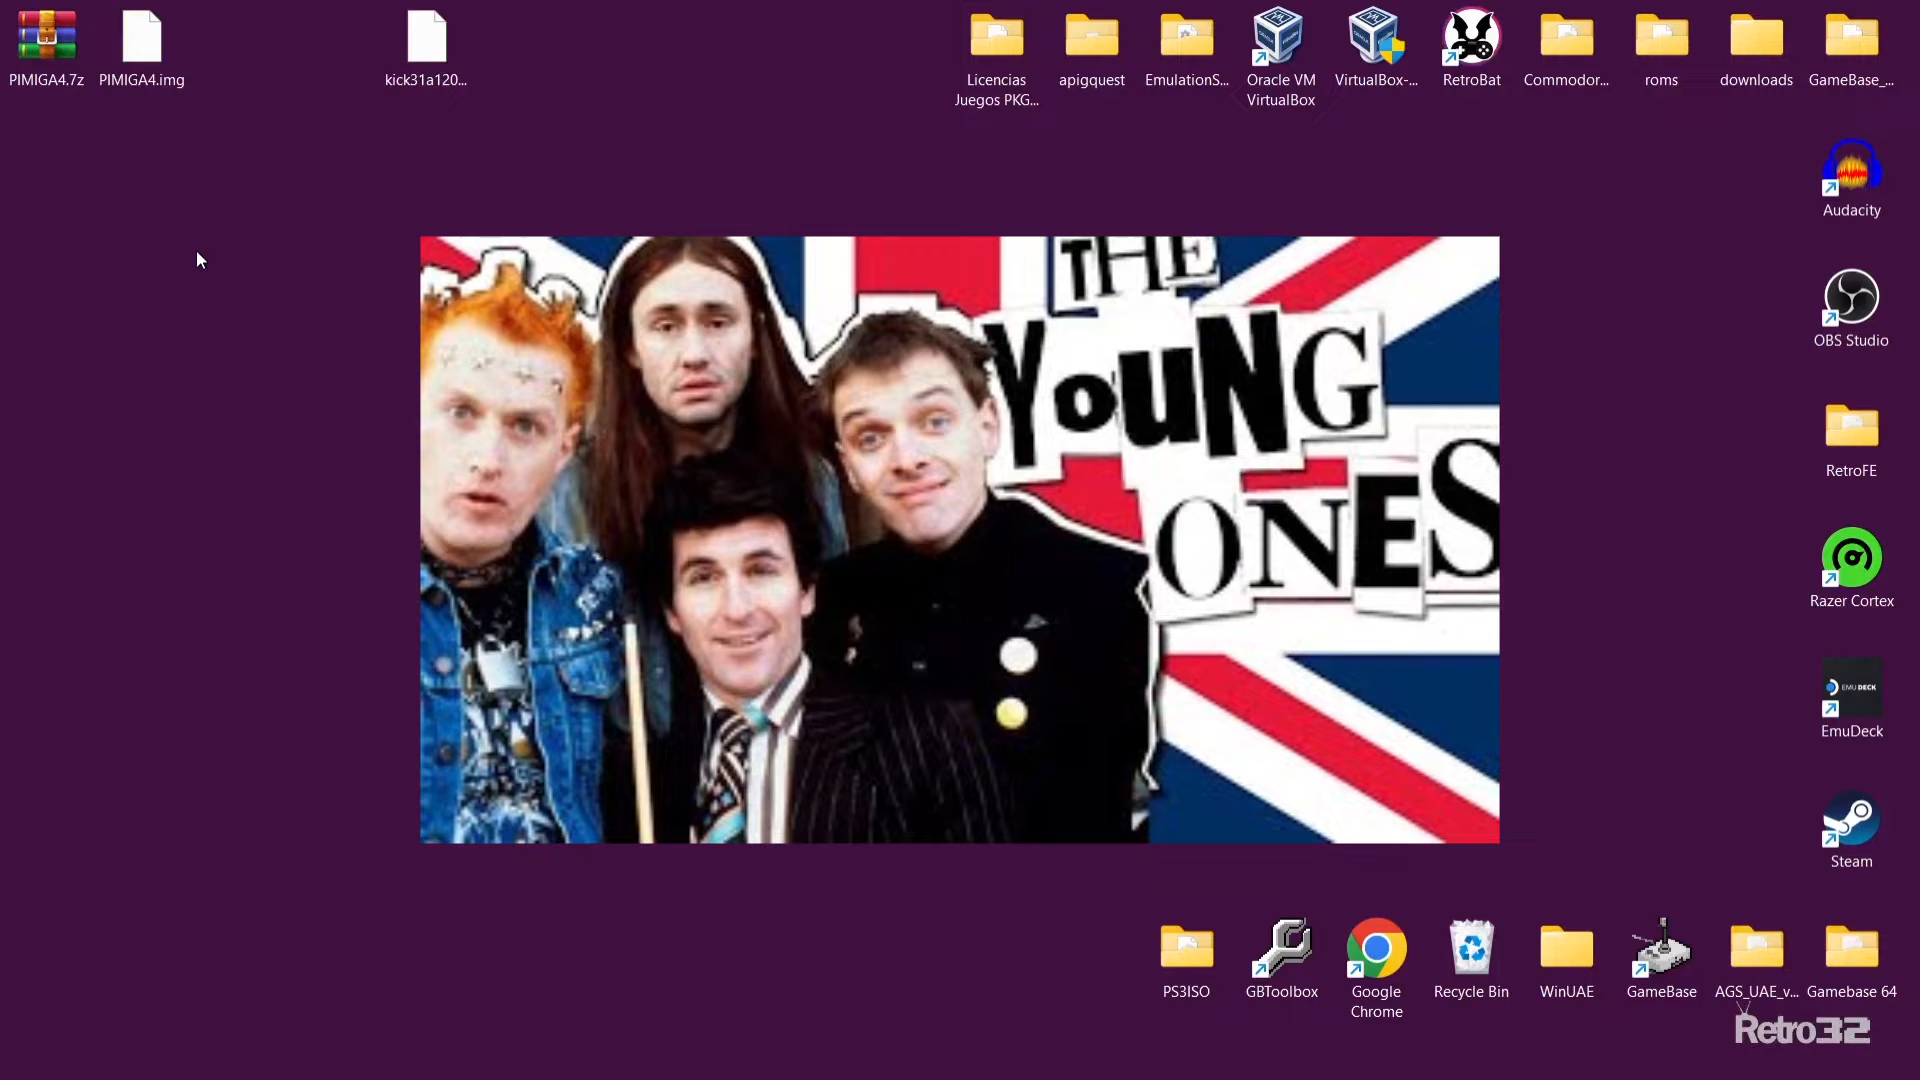 PIMIGA4.7z
PIMIGA4.img
kick31a120...
Licencias
Juegos PKG...
apigquest
EmulationS...
Oracle VM
VirtualBox
VirtualBox-...
RetroBat
Commodor...
roms
downloads
GameBase_...
Audacity
OBS Studio
RetroFE
Razer Cortex
EMUDECK
EmuDeck
Steam
THE
YOUNG
ONES
PS3ISO
GBToolbox
Google
Chrome
Recycle Bin
WinUAE
GameBase
AGS_UAE_v...
Gamebase 64
Retro32